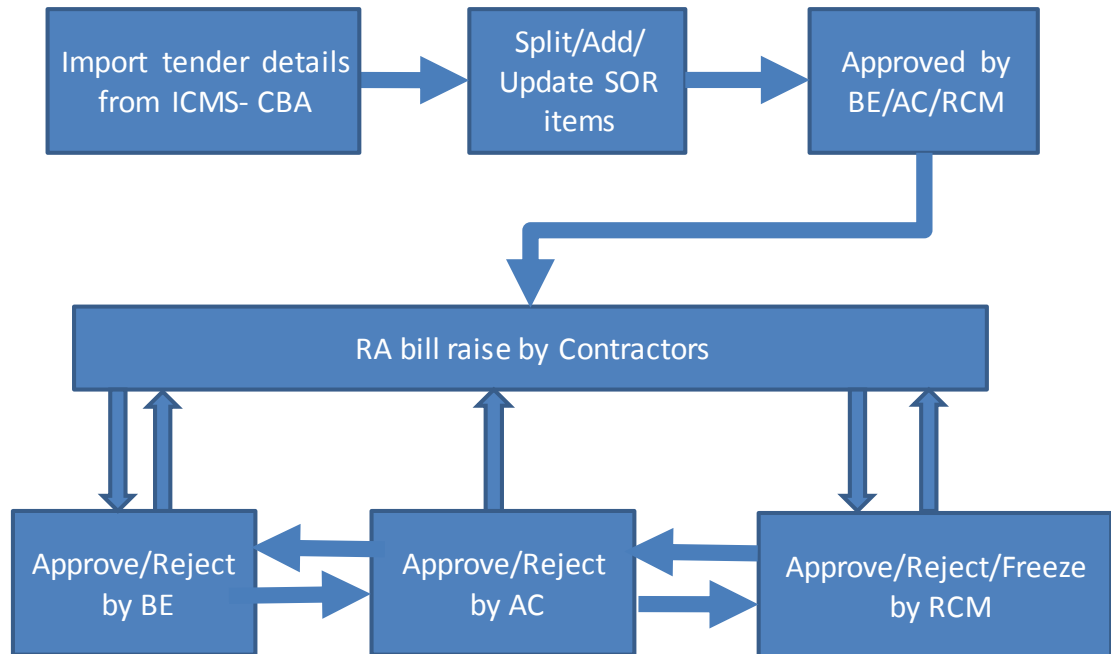 Import tender details
from ICMS- CBA
Split/Add/
Update SOR
items
Approved by
BE/AC/RCM
RA bill raise by Contractors
Approve/Reject
by BE
Approve/Reject
by AC
Approve/Reject/Freeze
by RCM